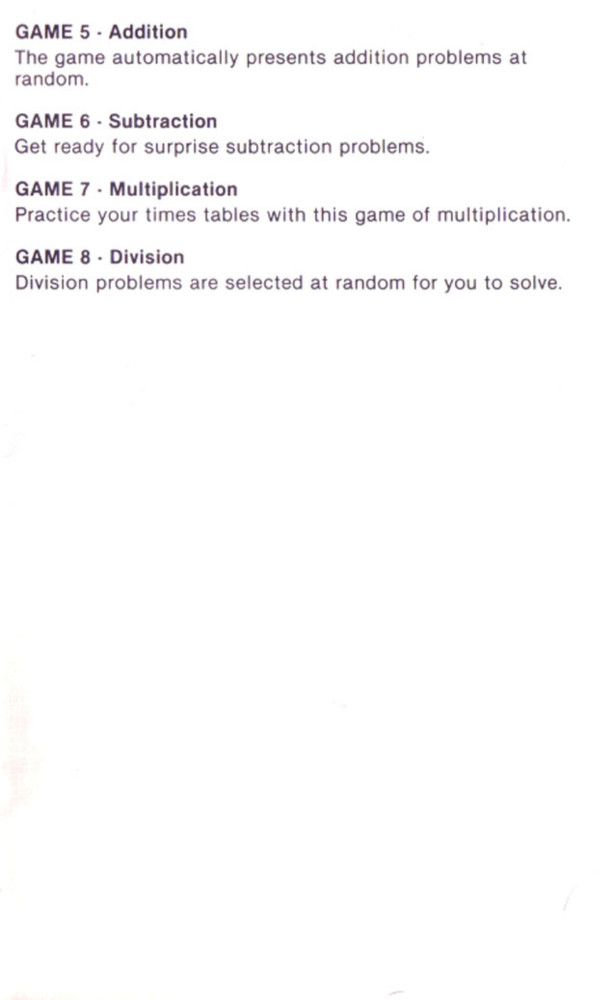 GAME 5 · Addition
The game automatically presents addition problems at
random.
GAME 6 · Subtraction
Get ready for surprise subtraction problems.
GAME 7 · Multiplication
Practice your times tables with this game of multiplication.
GAME 8 · Division
Division problems are selected at random for you to solve.